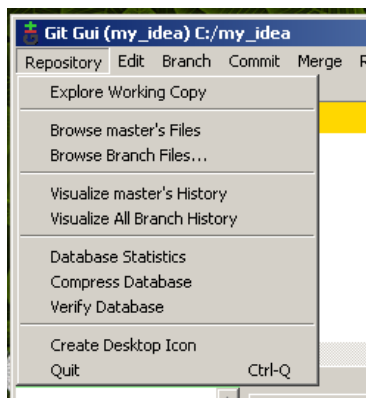 Git Gui (my_idea) C:/my_idea
Repository Edit Branch Commit Merge
Explore Working Copy
Browse master's Files
Browse Branch Files...
Visualize master's History
Visualize All Branch History
Database Statistics
Compress Database
Verify Database
Create Desktop Icon
Quit Ctrl-Q